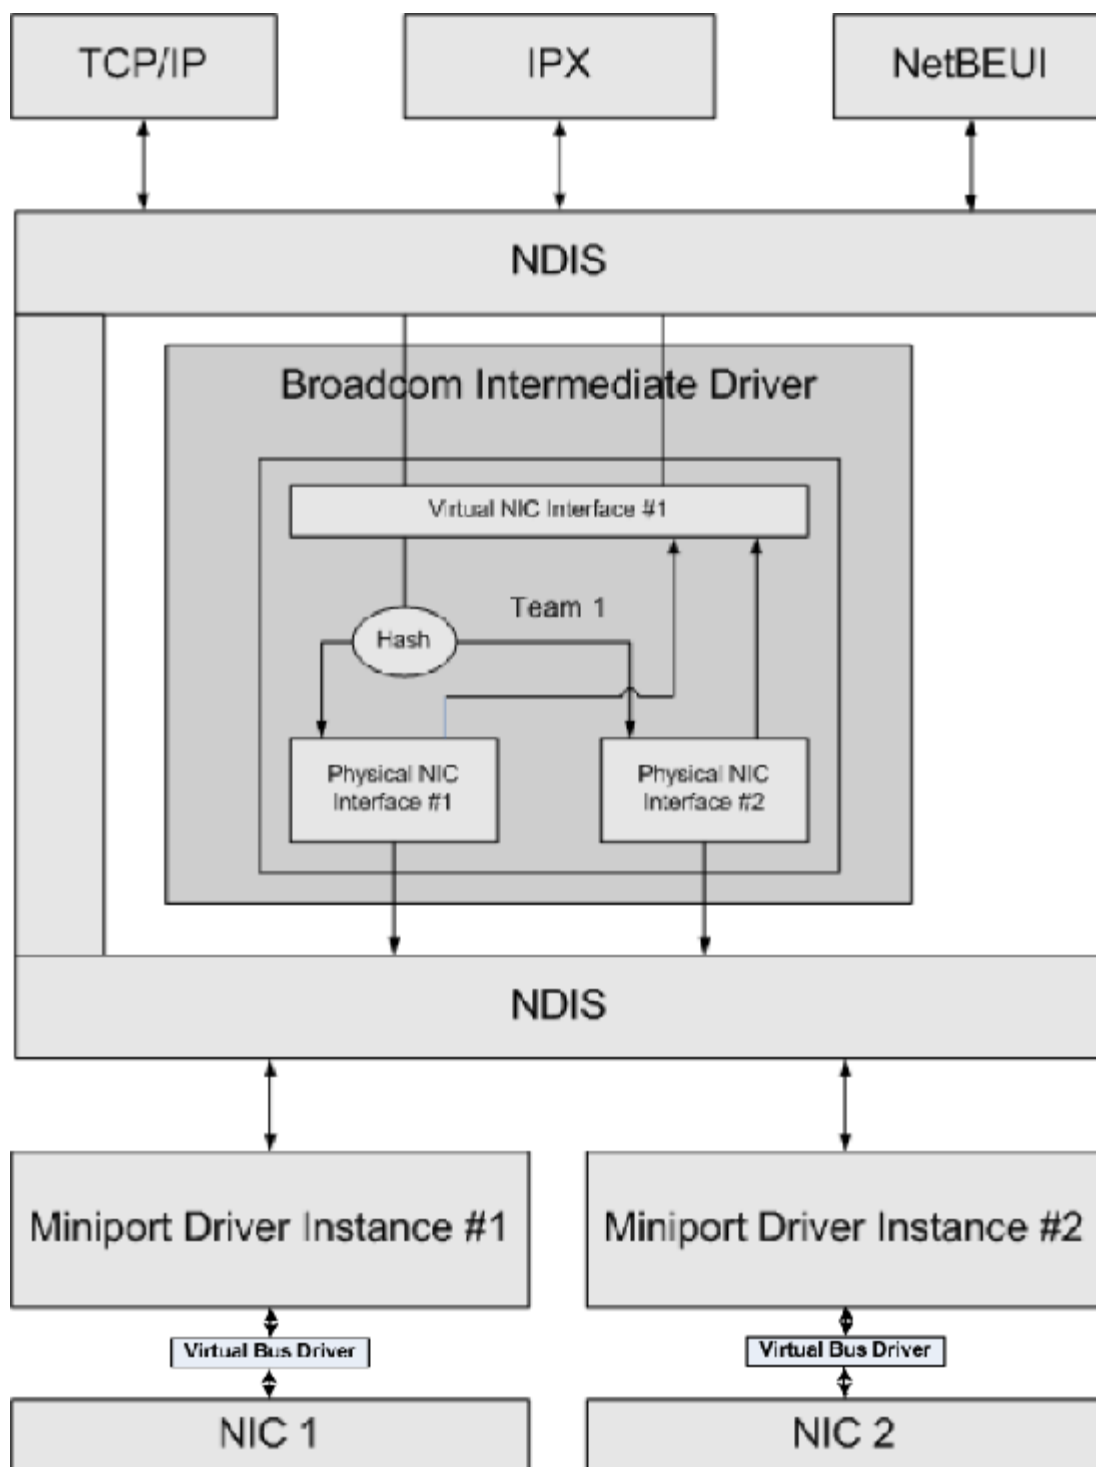 TCP/IP
IPX
NetBEUI
NDIS
Broadcom Intermediate Driver
Virtual NIC Interface #1
Team 1
Hash
Physical NIC
Interface #1
Physical NIC
Interface #2
NDIS
Miniport Driver Instance #1
Miniport Driver Instance #2
Virtual Bus Driver
Virtual Bus Driver
NIC 1
NIC 2